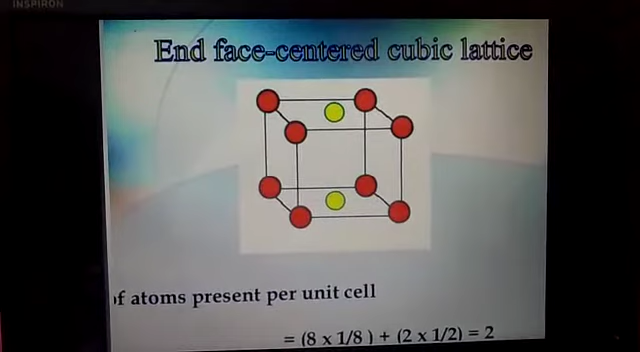 INSPIRON
End face-centered cubic lattice
of atoms present per unit cell
= (8 x 1/8 ) + (2 x 1/2) = 2